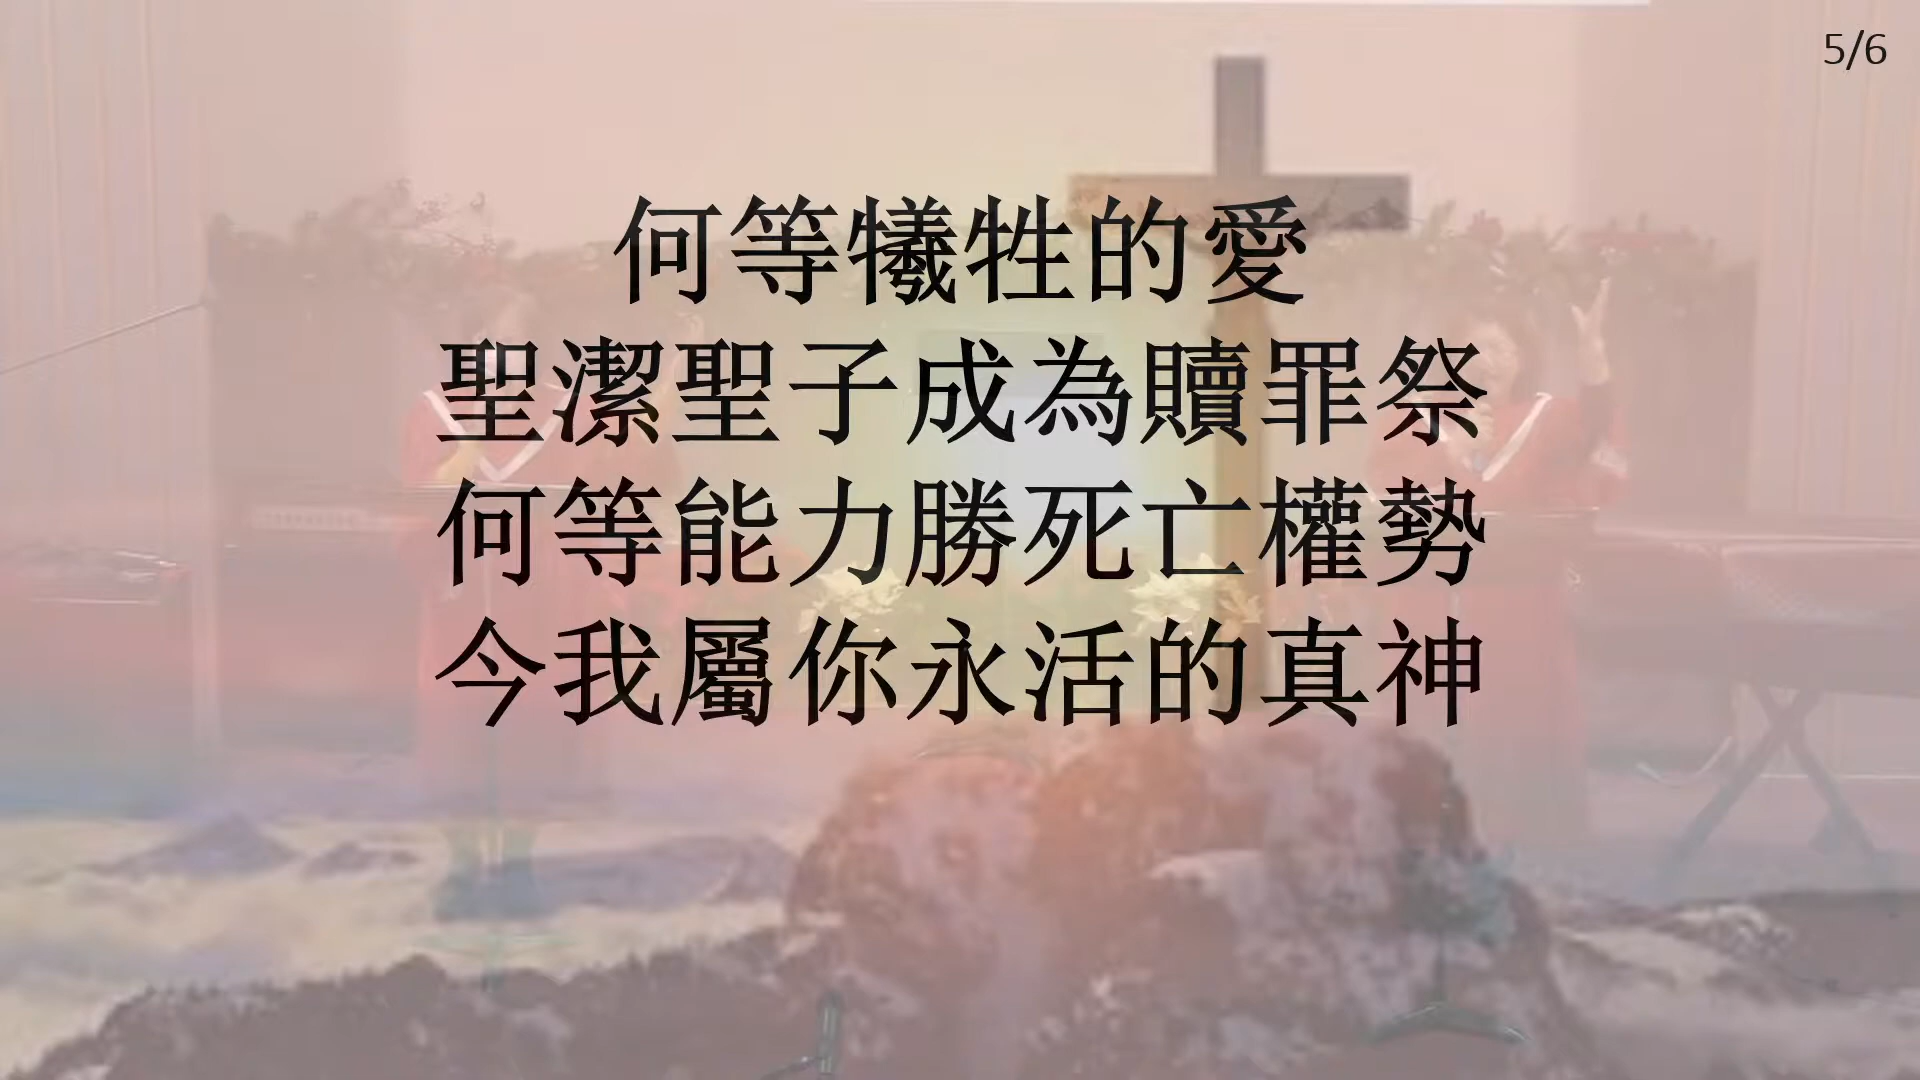 5/6
何等犧牲的愛
聖潔聖子成為贖罪祭
何等能力勝死亡權勢
今我屬你永活的真神